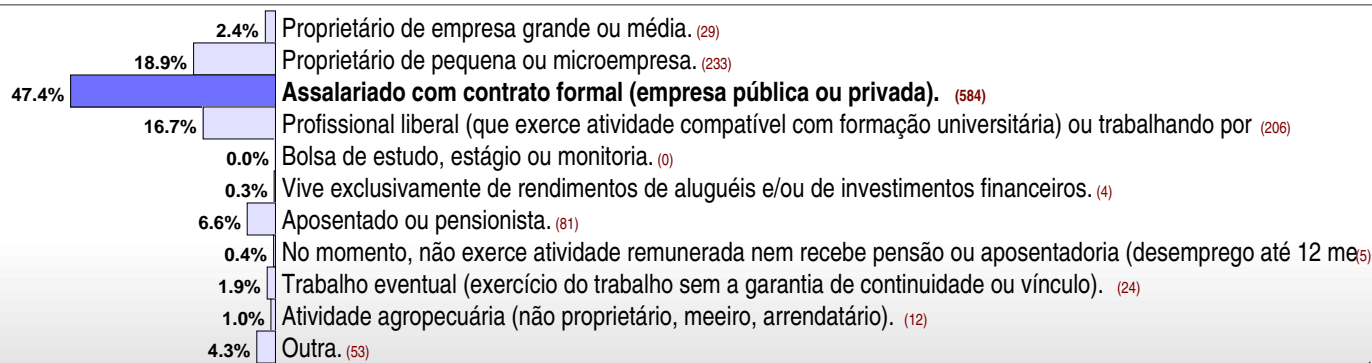 2.4% Proprietário de empresa grande ou média. (29)
18.9% Proprietário de pequena ou microempresa. (233)
47.4% Assalariado com contrato formal (empresa pública ou privada). (584)
16.7% Profissional liberal (que exerce atividade compatível com formação universitária) ou trabalhando por (206)
0.0% Bolsa de estudo, estágio ou monitoria. (0)
0.3% Vive exclusivamente de rendimentos de aluguéis e/ou de investimentos financeiros. (4)
6.6% Aposentado ou pensionista. (81)
0.4% No momento, não exerce atividade remunerada nem recebe pensão ou aposentadoria (desemprego até 12 me(5)
1.9% Trabalho eventual (exercício do trabalho sem a garantia de continuidade ou vínculo). (24)
1.0% Atividade agropecuária (não proprietário, meeiro, arrendatário). (12)
4.3% Outra. (53)